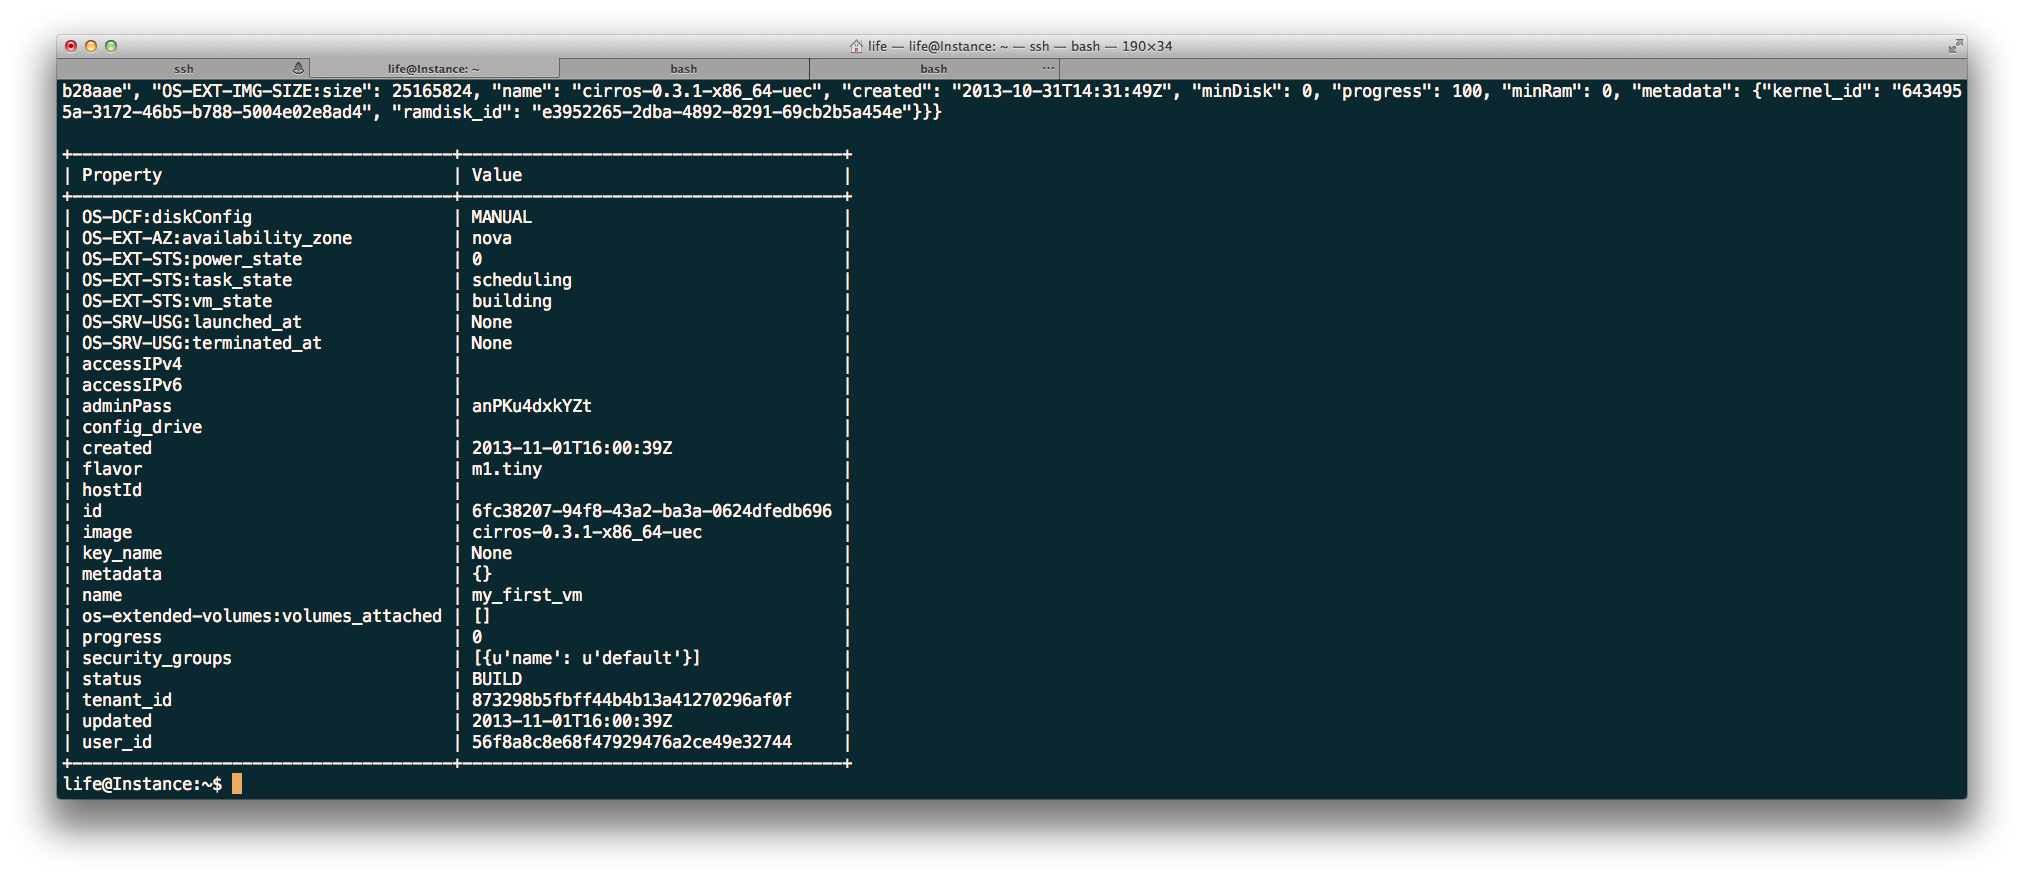 life — life@Instance: ~ — ssh — bash — 190×34
ssh life@Instance: ~ bash bash ...
b28aae", "OS-EXT-IMG-SIZE:size": 25165824, "name": "cirros-0.3.1-x86_64-uec", "created": "2013-10-31T14:31:49Z", "minDisk": 0, "progress": 100, "minRam": 0, "metadata": {"kernel_id": "643495
5a-3172-46b5-b788-5004e02e8ad4", "ramdisk_id": "e3952265-2dba-4892-8291-69cb2b5a454e"}}}
+--------------------------------------+--------------------------------------+
| Property                             | Value                                |
+--------------------------------------+--------------------------------------+
| OS-DCF:diskConfig                    | MANUAL                               |
| OS-EXT-AZ:availability_zone          | nova                                 |
| OS-EXT-STS:power_state               | 0                                    |
| OS-EXT-STS:task_state                | scheduling                           |
| OS-EXT-STS:vm_state                  | building                             |
| OS-SRV-USG:launched_at               | None                                 |
| OS-SRV-USG:terminated_at             | None                                 |
| accessIPv4                           |                                      |
| accessIPv6                           |                                      |
| adminPass                            | anPKu4dxkYZt                         |
| config_drive                         |                                      |
| created                              | 2013-11-01T16:00:39Z                 |
| flavor                               | m1.tiny                              |
| hostId                               |                                      |
| id                                   | 6fc38207-94f8-43a2-ba3a-0624dfedb696 |
| image                                | cirros-0.3.1-x86_64-uec              |
| key_name                             | None                                 |
| metadata                             | {}                                   |
| name                                 | my_first_vm                          |
| os-extended-volumes:volumes_attached | []                                   |
| progress                             | 0                                    |
| security_groups                      | [{u'name': u'default'}]              |
| status                               | BUILD                                |
| tenant_id                            | 873298b5fbff44b4b13a41270296af0f     |
| updated                              | 2013-11-01T16:00:39Z                 |
| user_id                              | 56f8a8c8e68f47929476a2ce49e32744     |
+--------------------------------------+--------------------------------------+
life@Instance:~$